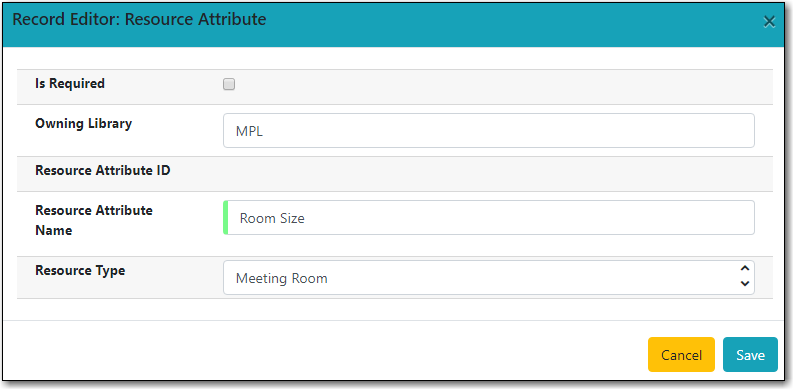 Record Editor: Resource Attribute
×
Is Required
Owning Library
MPL
Resource Attribute ID
Resource Attribute
Name
Room Size
Resource Type
Meeting Room
Cancel
Save